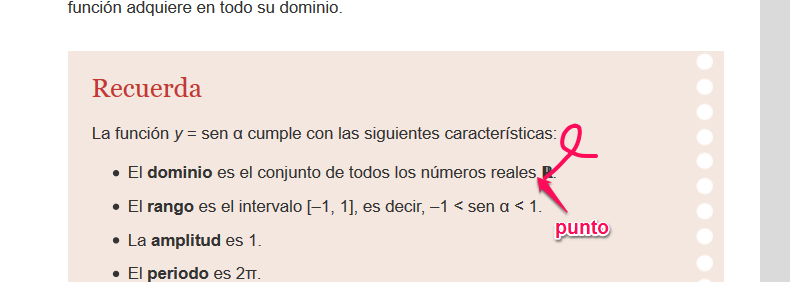 función adquiere en todo su dominio.
Recuerda
La función y = sen α cumple con las siguientes características:
• El dominio es el conjunto de todos los números reales
• El rango es el intervalo [–1, 1], es decir, –1 < sen α < 1.
punto
• La amplitud es 1.
• El periodo es 2π.